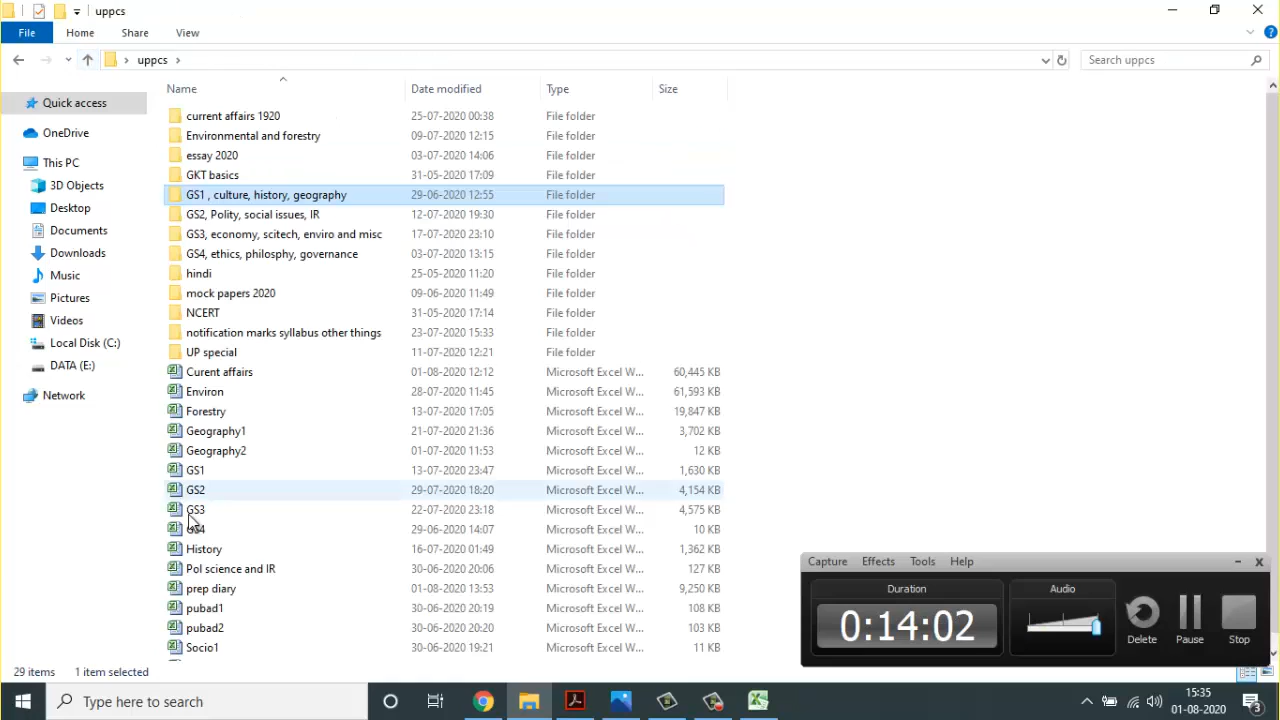 uppcs
File Home Share View
uppcs
Search uppcs
Name Date modified Type Size
Quick access
OneDrive
This PC
3D Objects
Desktop
Documents
Downloads
Music
Pictures
Videos
Local Disk (C:)
DATA (E:)
Network
current affairs 1920 25-07-2020 00:38 File folder
Environmental and forestry 09-07-2020 12:15 File folder
essay 2020 03-07-2020 14:06 File folder
GKT basics 31-05-2020 17:09 File folder
GS1 , culture, history, geography 29-06-2020 12:55 File folder
GS2, Polity, social issues, IR 12-07-2020 19:30 File folder
GS3, economy, scitech, enviro and misc 17-07-2020 23:10 File folder
GS4, ethics, philosphy, governance 03-07-2020 13:15 File folder
hindi 25-05-2020 11:20 File folder
mock papers 2020 09-06-2020 11:49 File folder
NCERT 31-05-2020 17:14 File folder
notification marks syllabus other things 23-07-2020 15:33 File folder
UP special 11-07-2020 12:21 File folder
Curent affairs 01-08-2020 12:12 Microsoft Excel W... 60,445 KB
Environ 28-07-2020 11:45 Microsoft Excel W... 61,593 KB
Forestry 13-07-2020 17:05 Microsoft Excel W... 19,847 KB
Geography1 21-07-2020 21:36 Microsoft Excel W... 3,702 KB
Geography2 01-07-2020 11:53 Microsoft Excel W... 12 KB
GS1 13-07-2020 23:47 Microsoft Excel W... 1,630 KB
GS2 29-07-2020 18:20 Microsoft Excel W... 4,154 KB
GS3 22-07-2020 23:18 Microsoft Excel W... 4,575 KB
GS4 29-06-2020 14:07 Microsoft Excel W... 10 KB
History 16-07-2020 01:49 Microsoft Excel W... 1,362 KB
Pol science and IR 30-06-2020 20:06 Microsoft Excel W... 127 KB
prep diary 01-08-2020 13:53 Microsoft Excel W... 9,250 KB
pubad1 30-06-2020 20:19 Microsoft Excel W... 108 KB
pubad2 30-06-2020 20:20 Microsoft Excel W... 103 KB
Socio1 30-06-2020 19:21 Microsoft Excel W... 11 KB
29 items 1 item selected
Capture Effects Tools Help
Duration Audio
0:14:02
Delete Pause Stop
Type here to search
15:35
01-08-2020
3